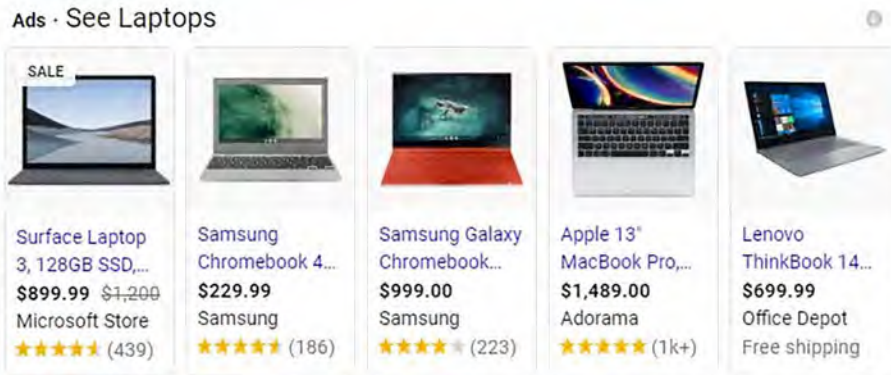 Ads · See Laptops
SALE
Surface Laptop
3, 128GB SSD,...
$899.99 $1,200
Microsoft Store
(439)
Samsung
Chromebook 4...
$229.99
Samsung
(186)
Samsung Galaxy
Chromebook...
$999.00
Samsung
(223)
Apple 13"
MacBook Pro,...
$1,489.00
Adorama
(1k+)
Lenovo
ThinkBook 14...
$699.99
Office Depot
Free shipping